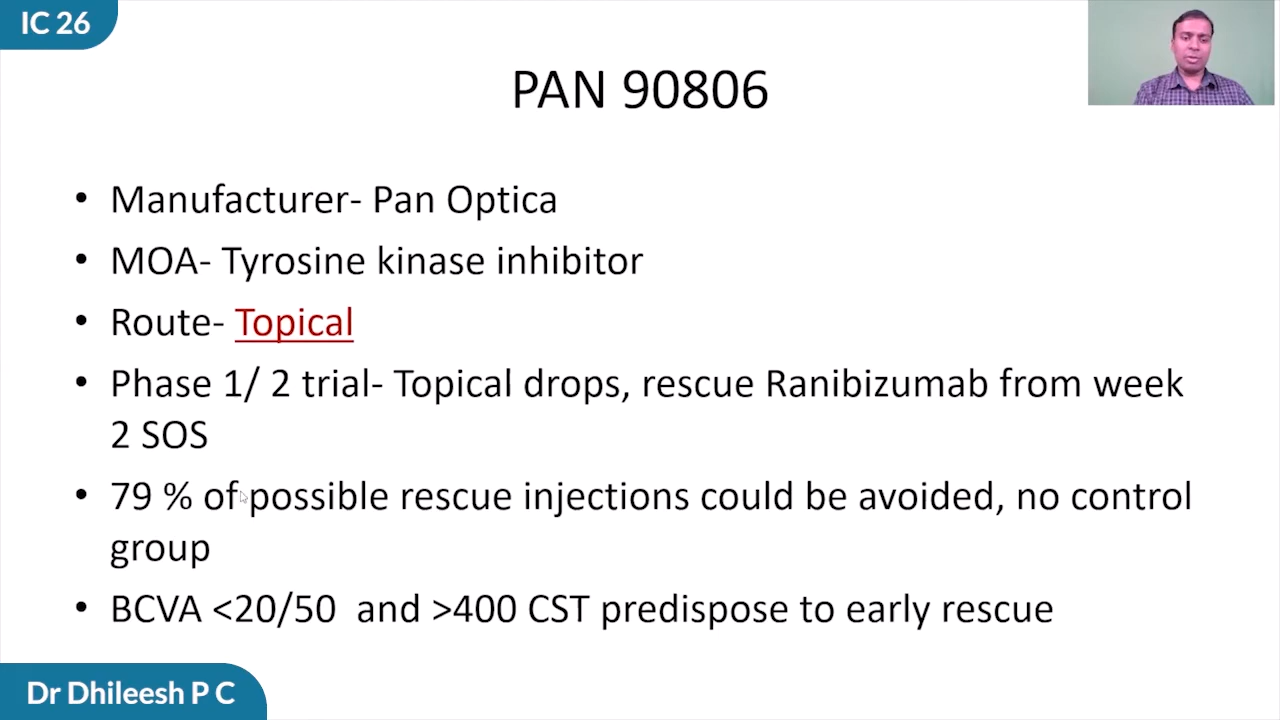 IC 26
PAN 90806
• Manufacturer- Pan Optica
• MOA- Tyrosine kinase inhibitor
• Route- Topical
• Phase 1/ 2 trial- Topical drops, rescue Ranibizumab from week
2 SOS
• 79 % of possible rescue injections could be avoided, no control
group
• BCVA <20/50 and >400 CST predispose to early rescue
Dr Dhileesh P C